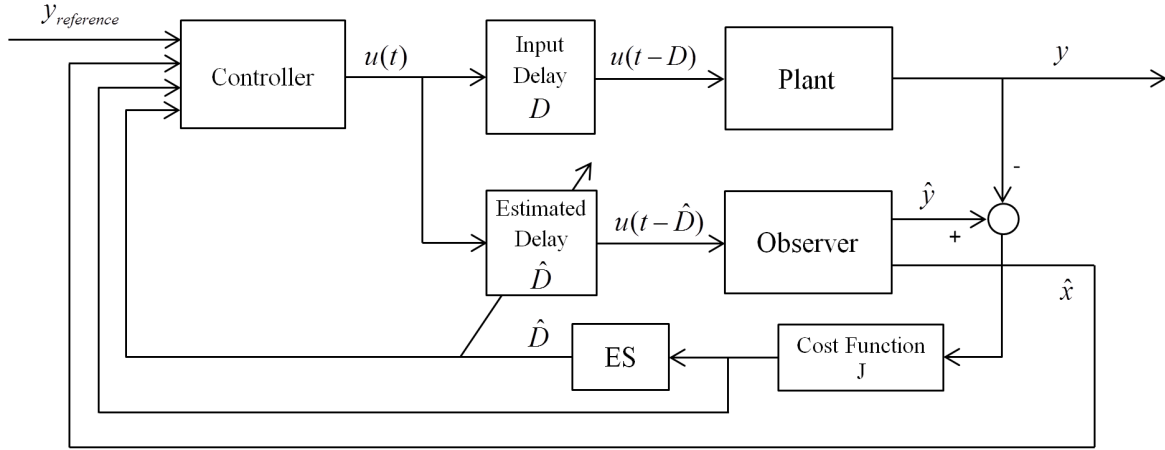 y_reference
Controller
u(t)
Input
Delay
D
u(t−D)
Plant
y
-
Estimated
Delay
D̂
u(t−D̂)
Observer
ŷ
+
x̂
D̂
ES
Cost Function
J